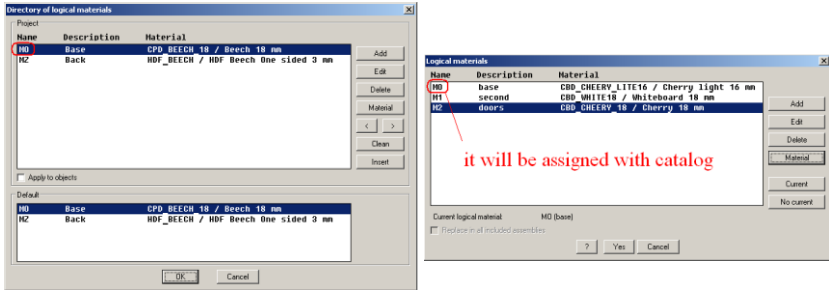 Directory of logical materials
Project
Name Description Material
M0 Base CPD_BEECH_18 / Beech 18 mm
M2 Back HDF_BEECH / HDF Beech One sided 3 mm
Add
Edit
Delete
Material
< >
Clean
Insert
Apply to objects
Default
M0 Base CPD_BEECH_18 / Beech 18 mm
M2 Back HDF_BEECH / HDF Beech One sided 3 mm
OK Cancel
Logical materials
Name Description Material
M0 base CBD_CHEERY_LITE16 / Cherry light 16 mm
M1 second CBD_WHITE18 / Whiteboard 18 mm
M2 doors CBD_CHEERY_18 / Cherry 18 mm
it will be assigned with catalog
Add
Edit
Delete
Material
Current
No current
Current logical material: M0 (base)
Replace in all included assemblies
? Yes Cancel